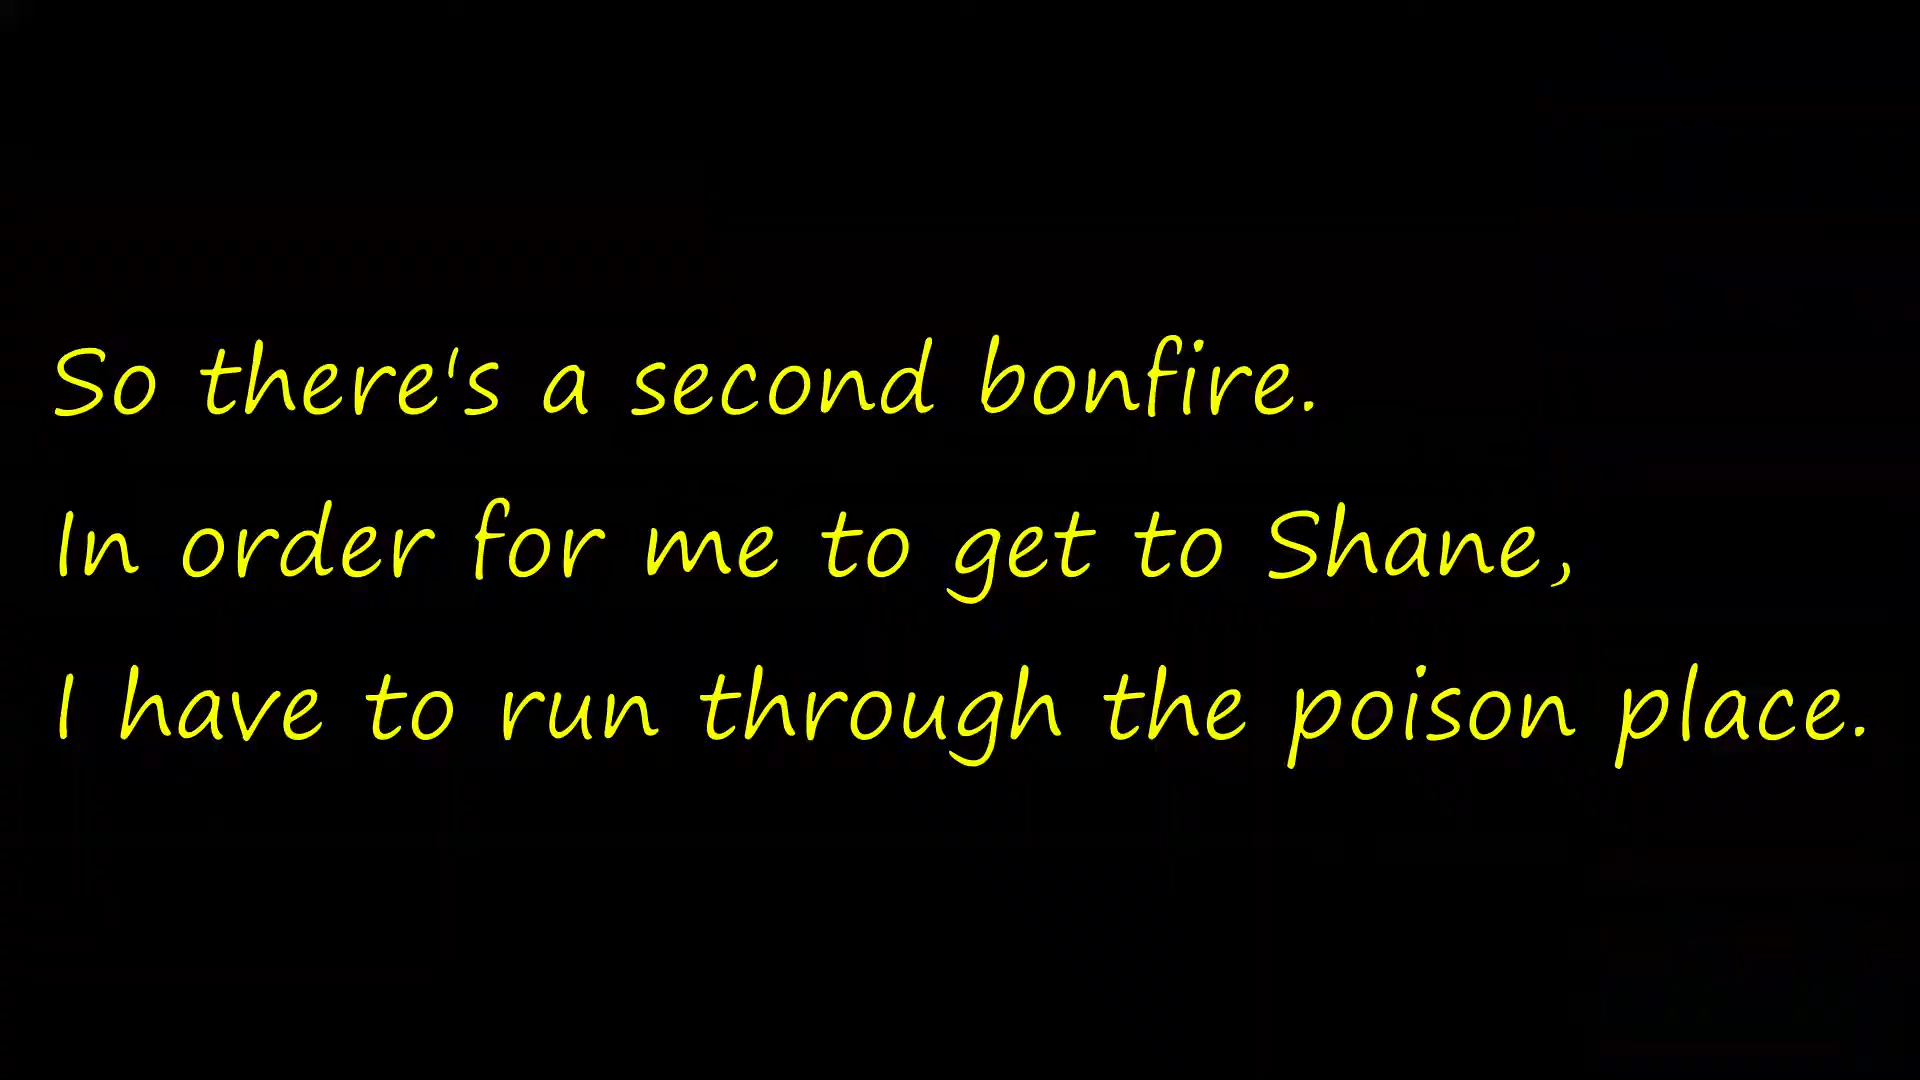 So there's a second bonfire.
In order for me to get to Shane,
I have to run through the poison place.